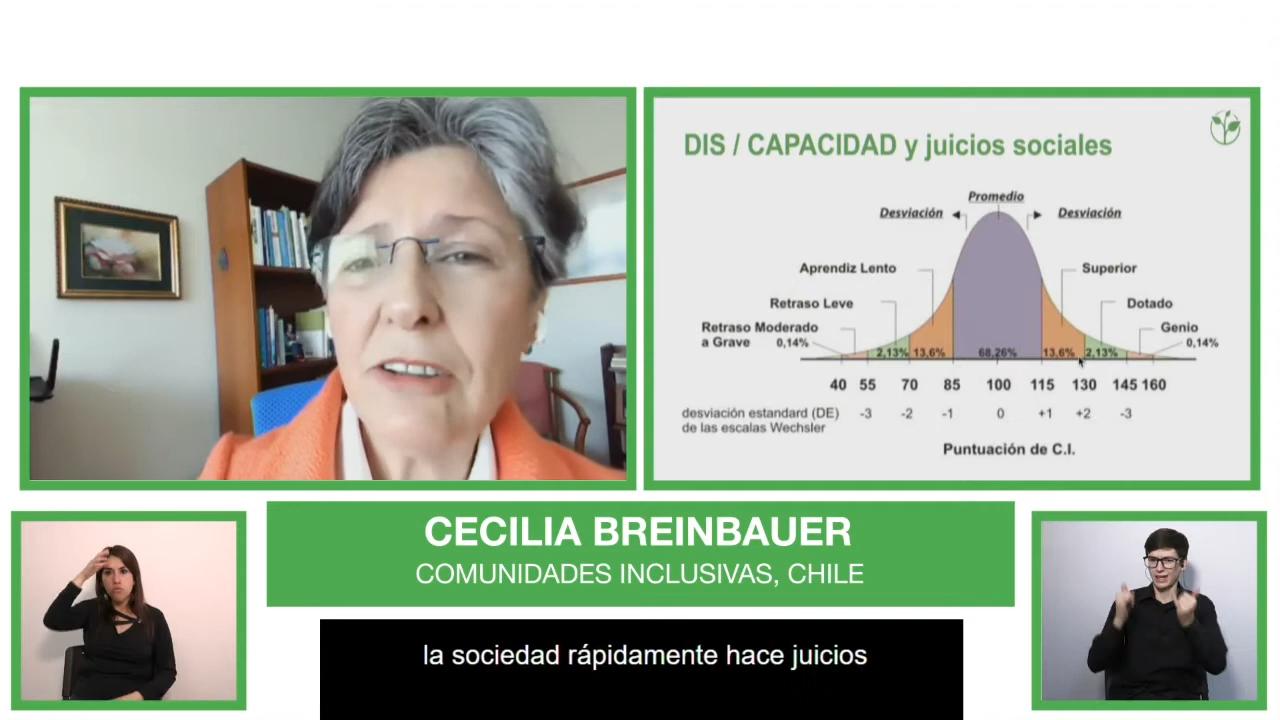 DIS / CAPACIDAD y juicios sociales
Promedio
Desviación Desviación
Aprendiz Lento Superior
Retraso Leve Dotado
Retraso Moderado a Grave 0,14% Genio 0,14%
2,13% 13,6% 68,26% 13,6% 2,13%
40 55 70 85 100 115 130 145 160
desviación estandard (DE) -3 -2 -1 0 +1 +2 -3
de las escalas Wechsler
Puntuación de C.I.
CECILIA BREINBAUER
COMUNIDADES INCLUSIVAS, CHILE
la sociedad rápidamente hace juicios